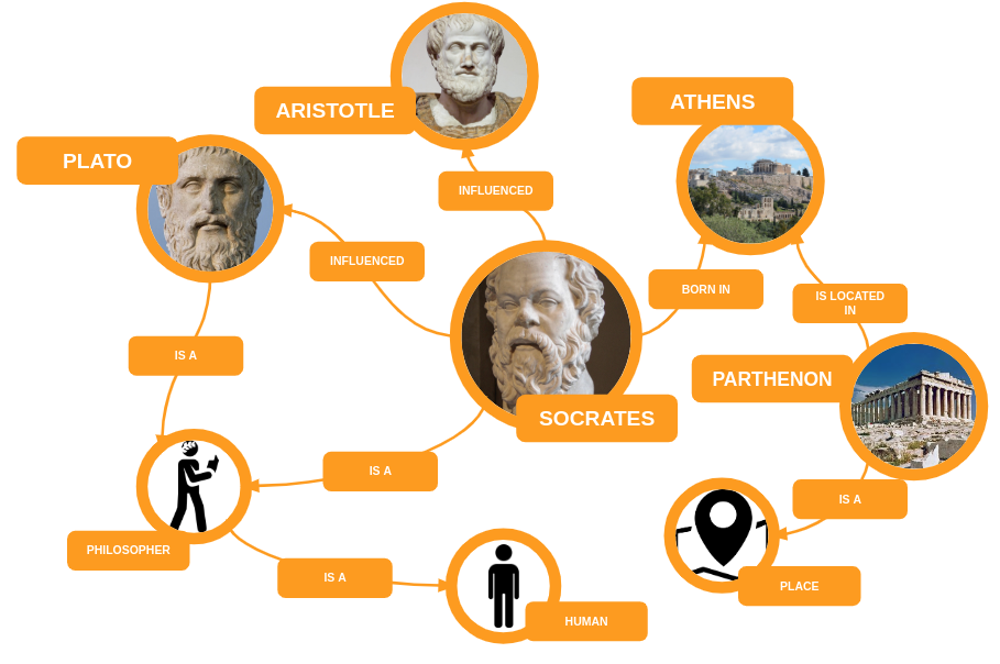 ARISTOTLE
ATHENS
PLATO
INFLUENCED
INFLUENCED
BORN IN
IS LOCATED
IN
IS A
PARTHENON
SOCRATES
IS A
IS A
PHILOSOPHER
IS A
PLACE
HUMAN